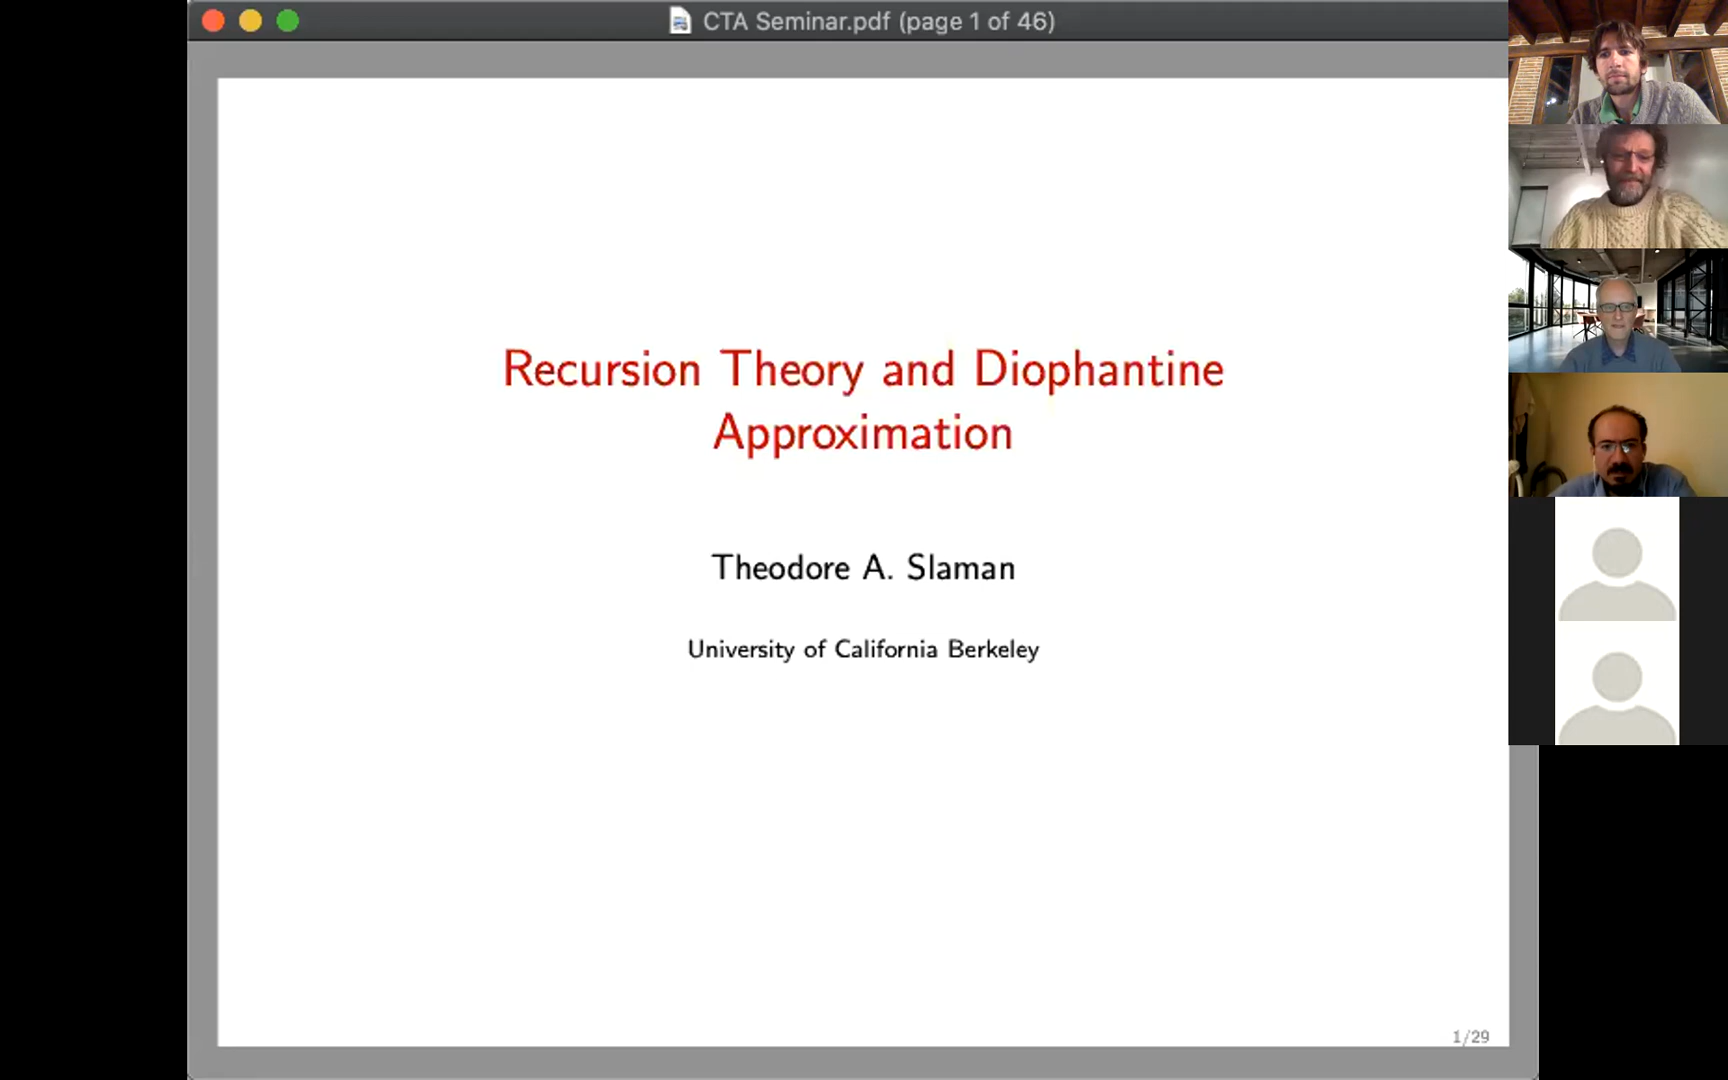 CTA Seminar.pdf (page 1 of 46)
Recursion Theory and Diophantine
Approximation
Theodore A. Slaman
University of California Berkeley
1/29